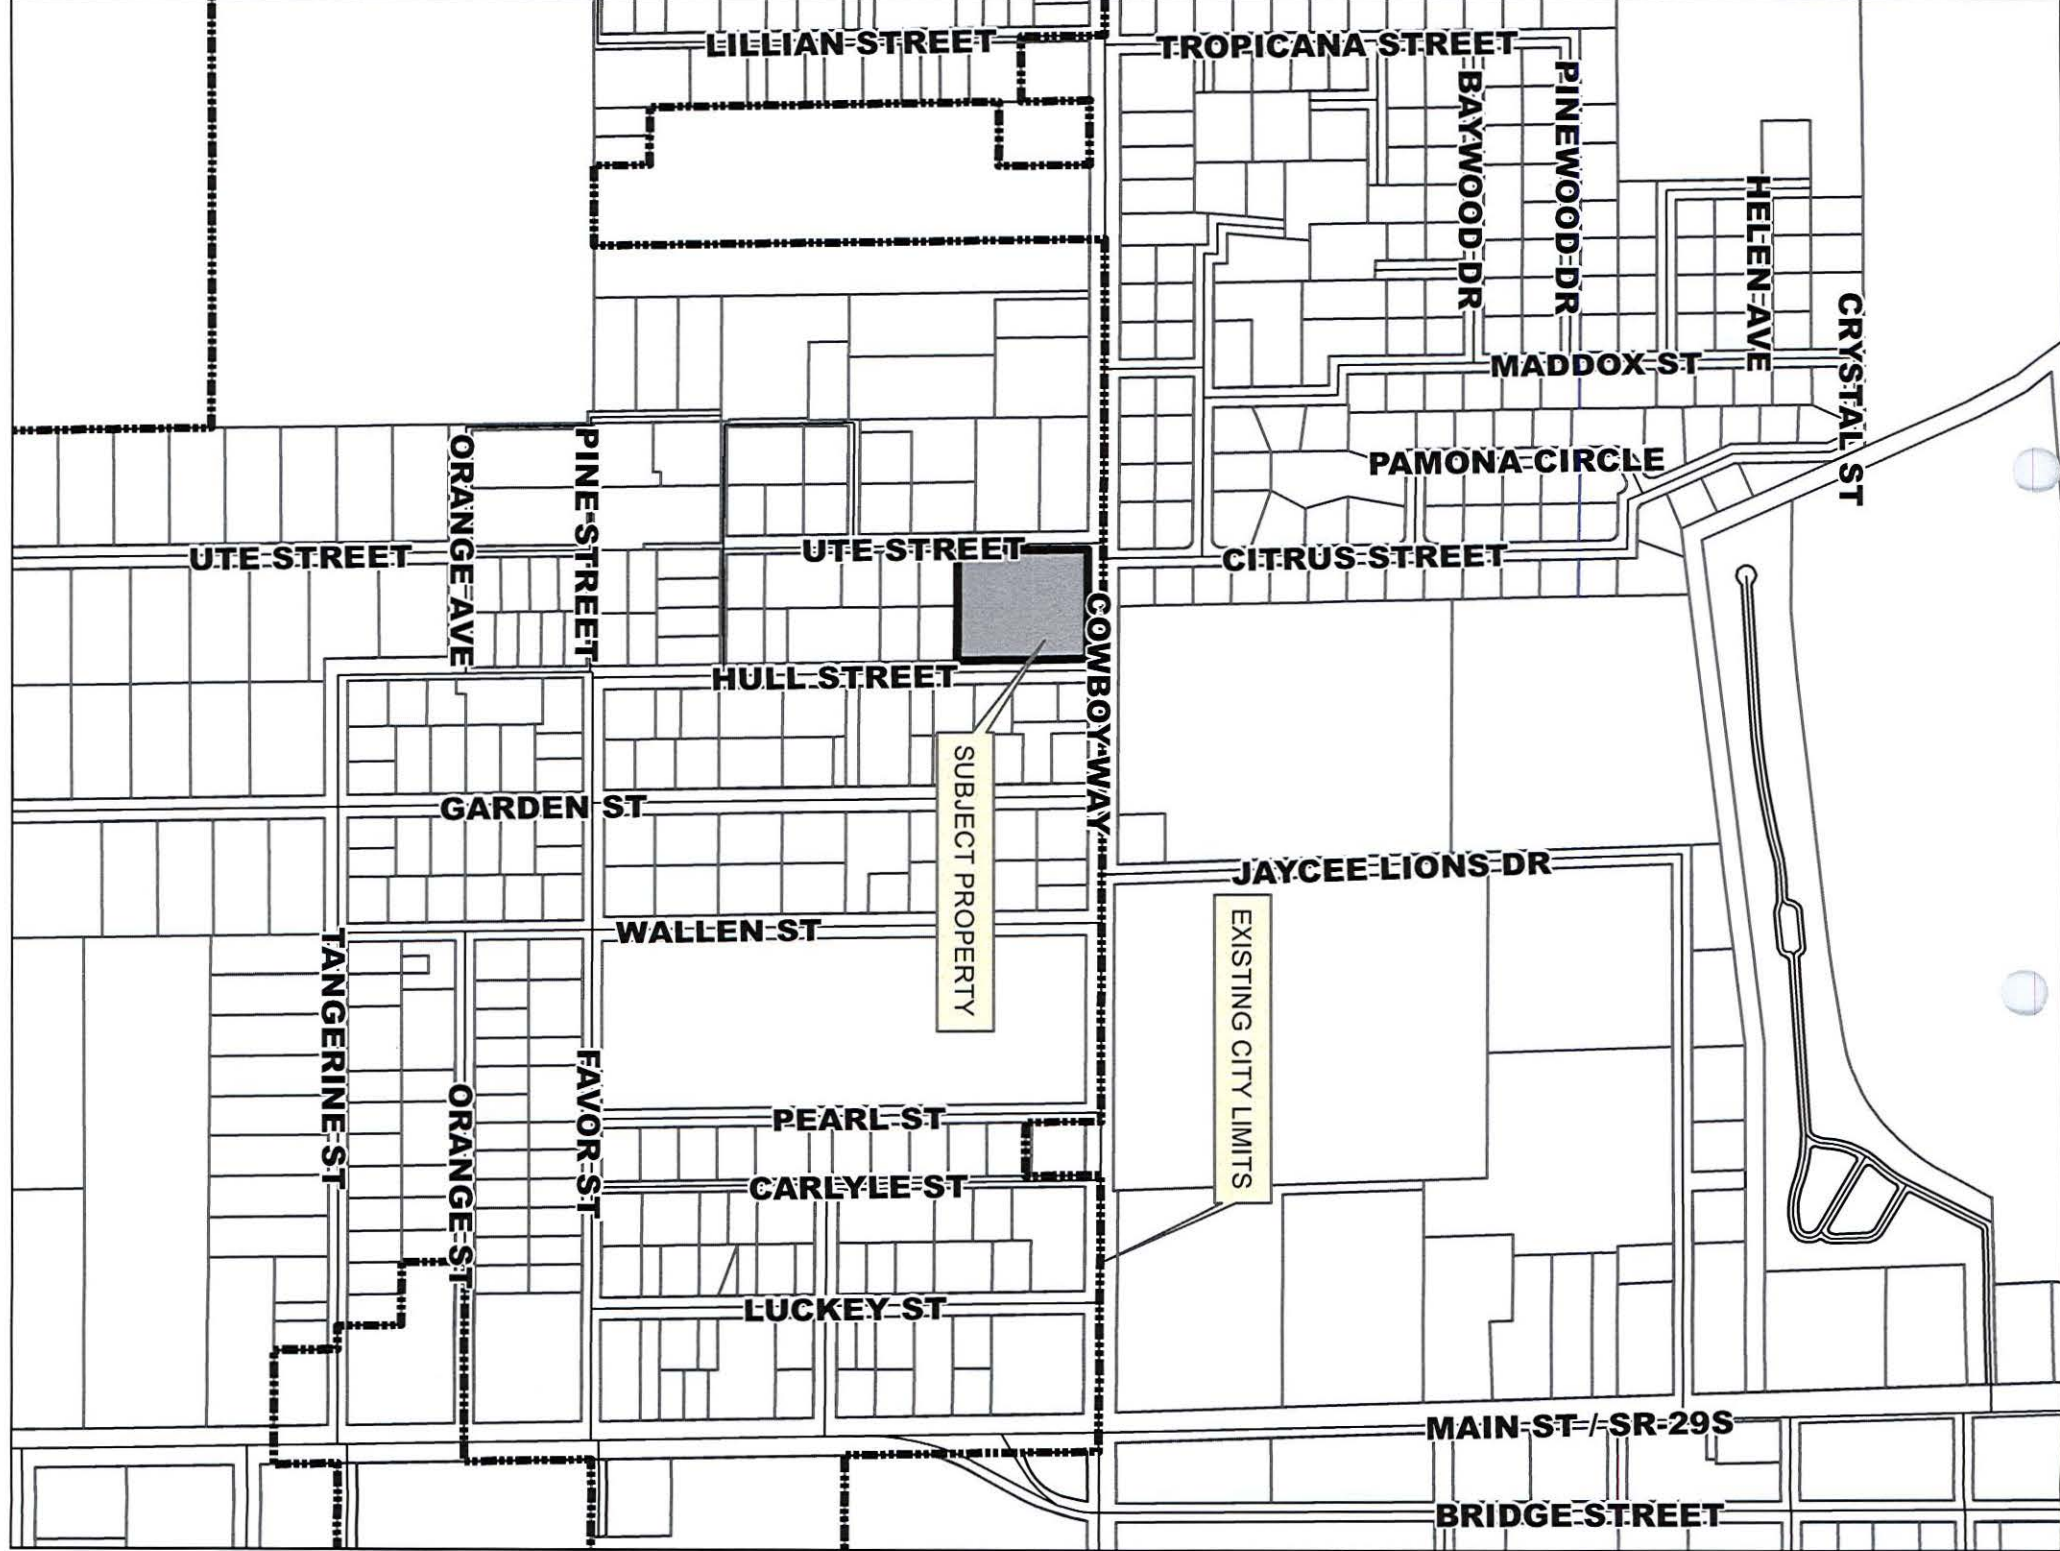 LILLIAN STREET
TROPICANA STREET
BAYWOOD DR
PINEWOOD DR
HELEN AVE
CRYSTAL ST
MADDOX ST
ORANGE AVE
PINE STREET
PAMONA CIRCLE
UTE STREET
UTE STREET
CITRUS STREET
COWBOY WAY
HULL STREET
SUBJECT PROPERTY
GARDEN ST
JAYCEE LIONS DR
EXISTING CITY LIMITS
WALLEN ST
TANGERINE ST
ORANGE ST
FAVOR ST
PEARL ST
CARLYLE ST
LUCKEY ST
MAIN ST / SR 29S
BRIDGE STREET